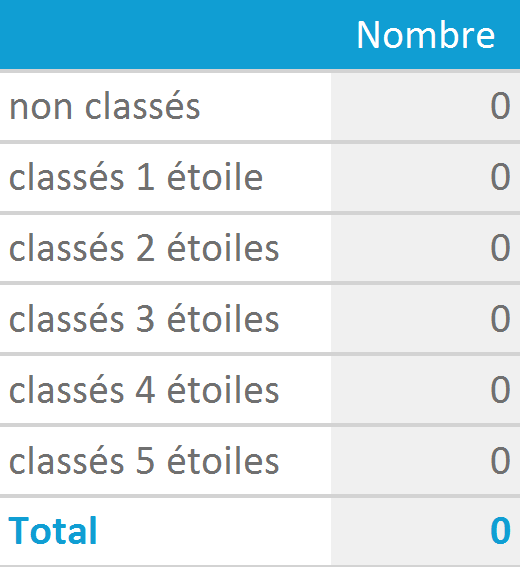 Nombre
non classés 0
classés 1 étoile 0
classés 2 étoiles 0
classés 3 étoiles 0
classés 4 étoiles 0
classés 5 étoiles 0
Total 0